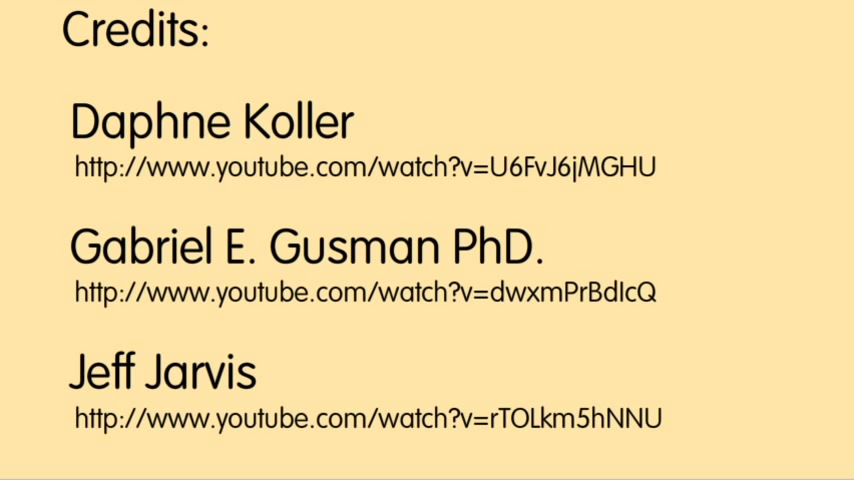 Credits:
Daphne Koller
http://www.youtube.com/watch?v=U6FvJ6jMGHU
Gabriel E. Gusman PhD.
http://www.youtube.com/watch?v=dwxmPrBdIcQ
Jeff Jarvis
http://www.youtube.com/watch?v=rTOLkm5hNNU